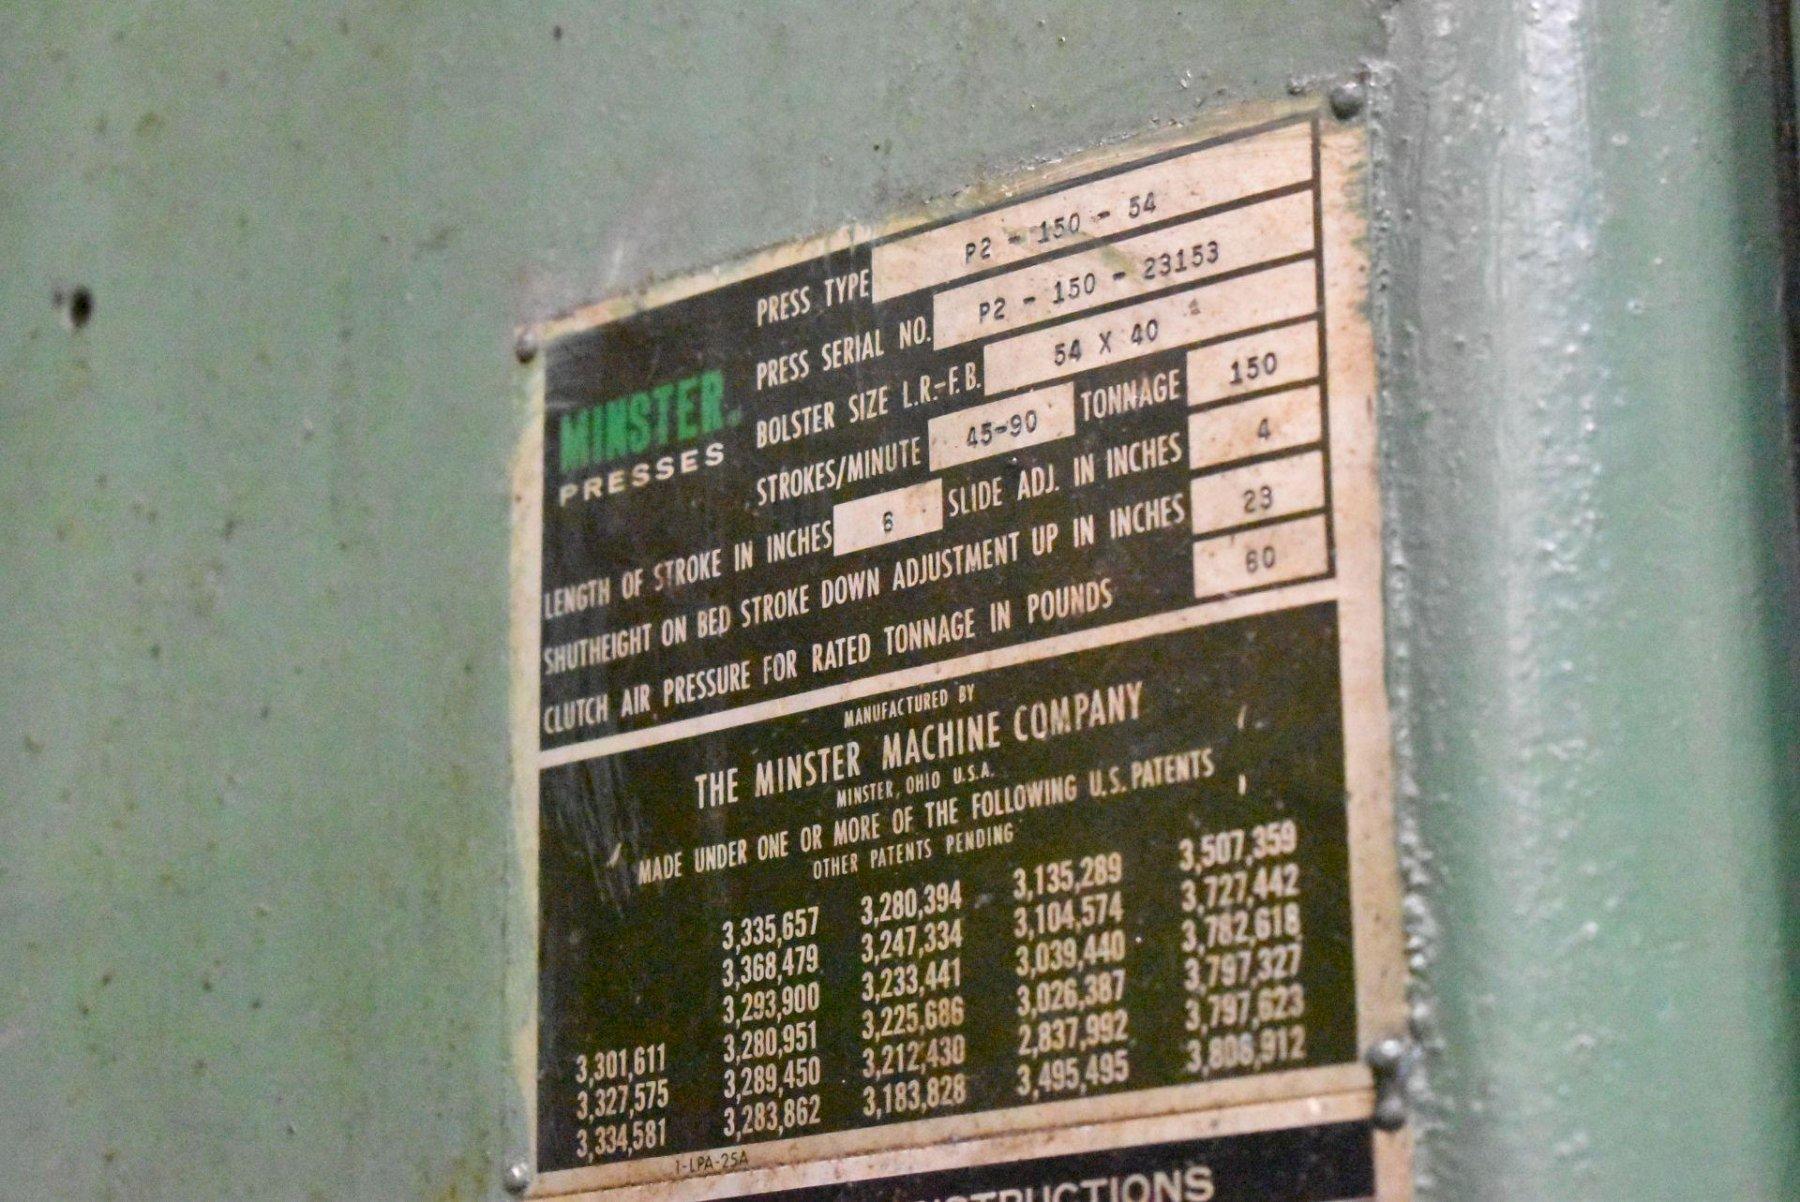 MINSTER
PRESSES
PRESS TYPE P2 - 150 - 54
PRESS SERIAL NO. P2 - 150 - 23153
BOLSTER SIZE L.R.-F.B. 54 X 40
STROKES/MINUTE 45-90 TONNAGE 150
LENGTH OF STROKE IN INCHES 6 SLIDE ADJ. IN INCHES 4
SHUTHEIGHT ON BED STROKE DOWN ADJUSTMENT UP IN INCHES 23
CLUTCH AIR PRESSURE FOR RATED TONNAGE IN POUNDS 60
MANUFACTURED BY
THE MINSTER MACHINE COMPANY
MINSTER, OHIO U.S.A.
MADE UNDER ONE OR MORE OF THE FOLLOWING U.S. PATENTS
OTHER PATENTS PENDING
3,335,657 3,280,394 3,135,289 3,507,359
3,368,479 3,247,334 3,104,574 3,727,442
3,293,900 3,233,441 3,039,440 3,782,618
3,301,611 3,280,951 3,225,686 3,026,387 3,797,327
3,327,575 3,289,450 3,212,430 2,837,992 3,797,623
3,334,581 3,283,862 3,183,828 3,495,495 3,808,912
1-LPA-25A